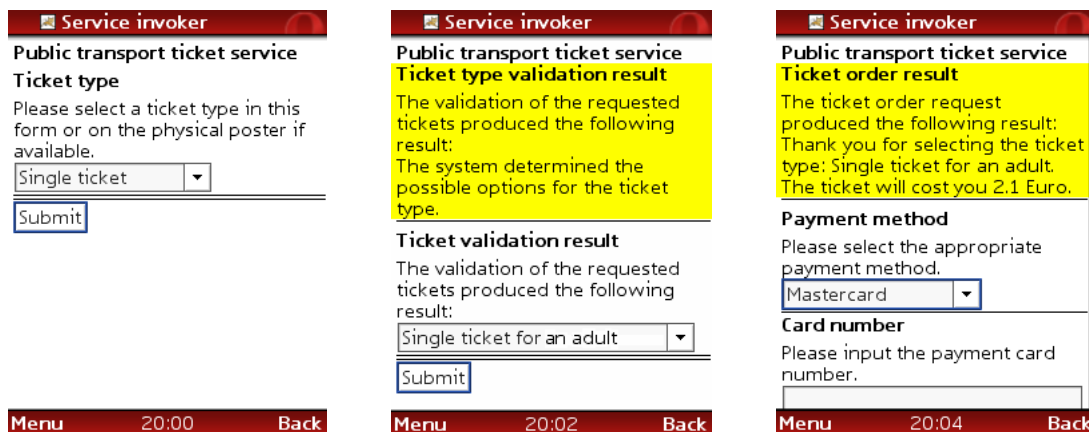 Service invoker
Public transport ticket service
Ticket type
Please select a ticket type in this
form or on the physical poster if
available.
Single ticket
Submit
Menu 20:00 Back
Service invoker
Public transport ticket service
Ticket type validation result
The validation of the requested
tickets produced the following
result:
The system determined the
possible options for the ticket
type.
Ticket validation result
The validation of the requested
tickets produced the following
result:
Single ticket for an adult
Submit
Menu 20:02 Back
Service invoker
Public transport ticket service
Ticket order result
The ticket order request
produced the following result:
Thank you for selecting the ticket
type: Single ticket for an adult.
The ticket will cost you 2.1 Euro.
Payment method
Please select the appropriate
payment method.
Mastercard
Card number
Please input the payment card
number.
Menu 20:04 Back